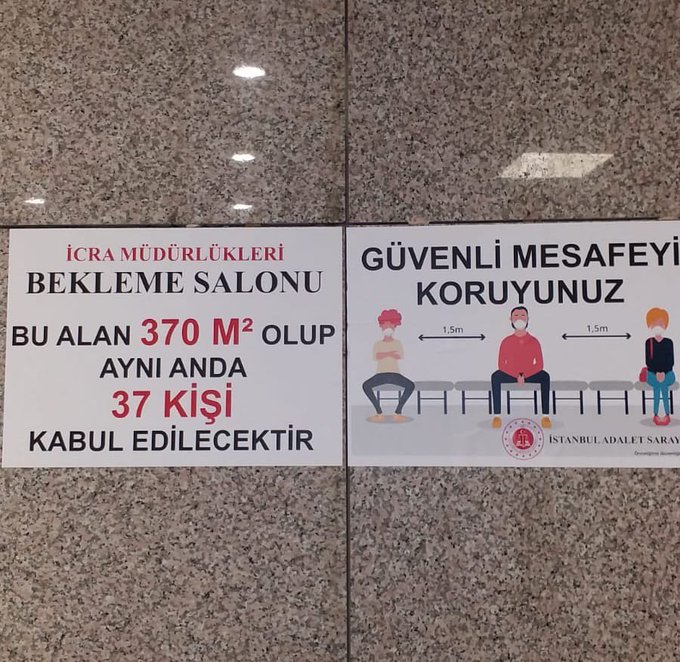 İCRA MÜDÜRLÜKLERİ
BEKLEME SALONU
BU ALAN 370 M² OLUP
AYNI ANDA
37 KİŞİ
KABUL EDİLECEKTİR
GÜVENLİ MESAFEYİ
KORUYUNUZ
1,5m
1,5m
İSTANBUL ADALET SARAY